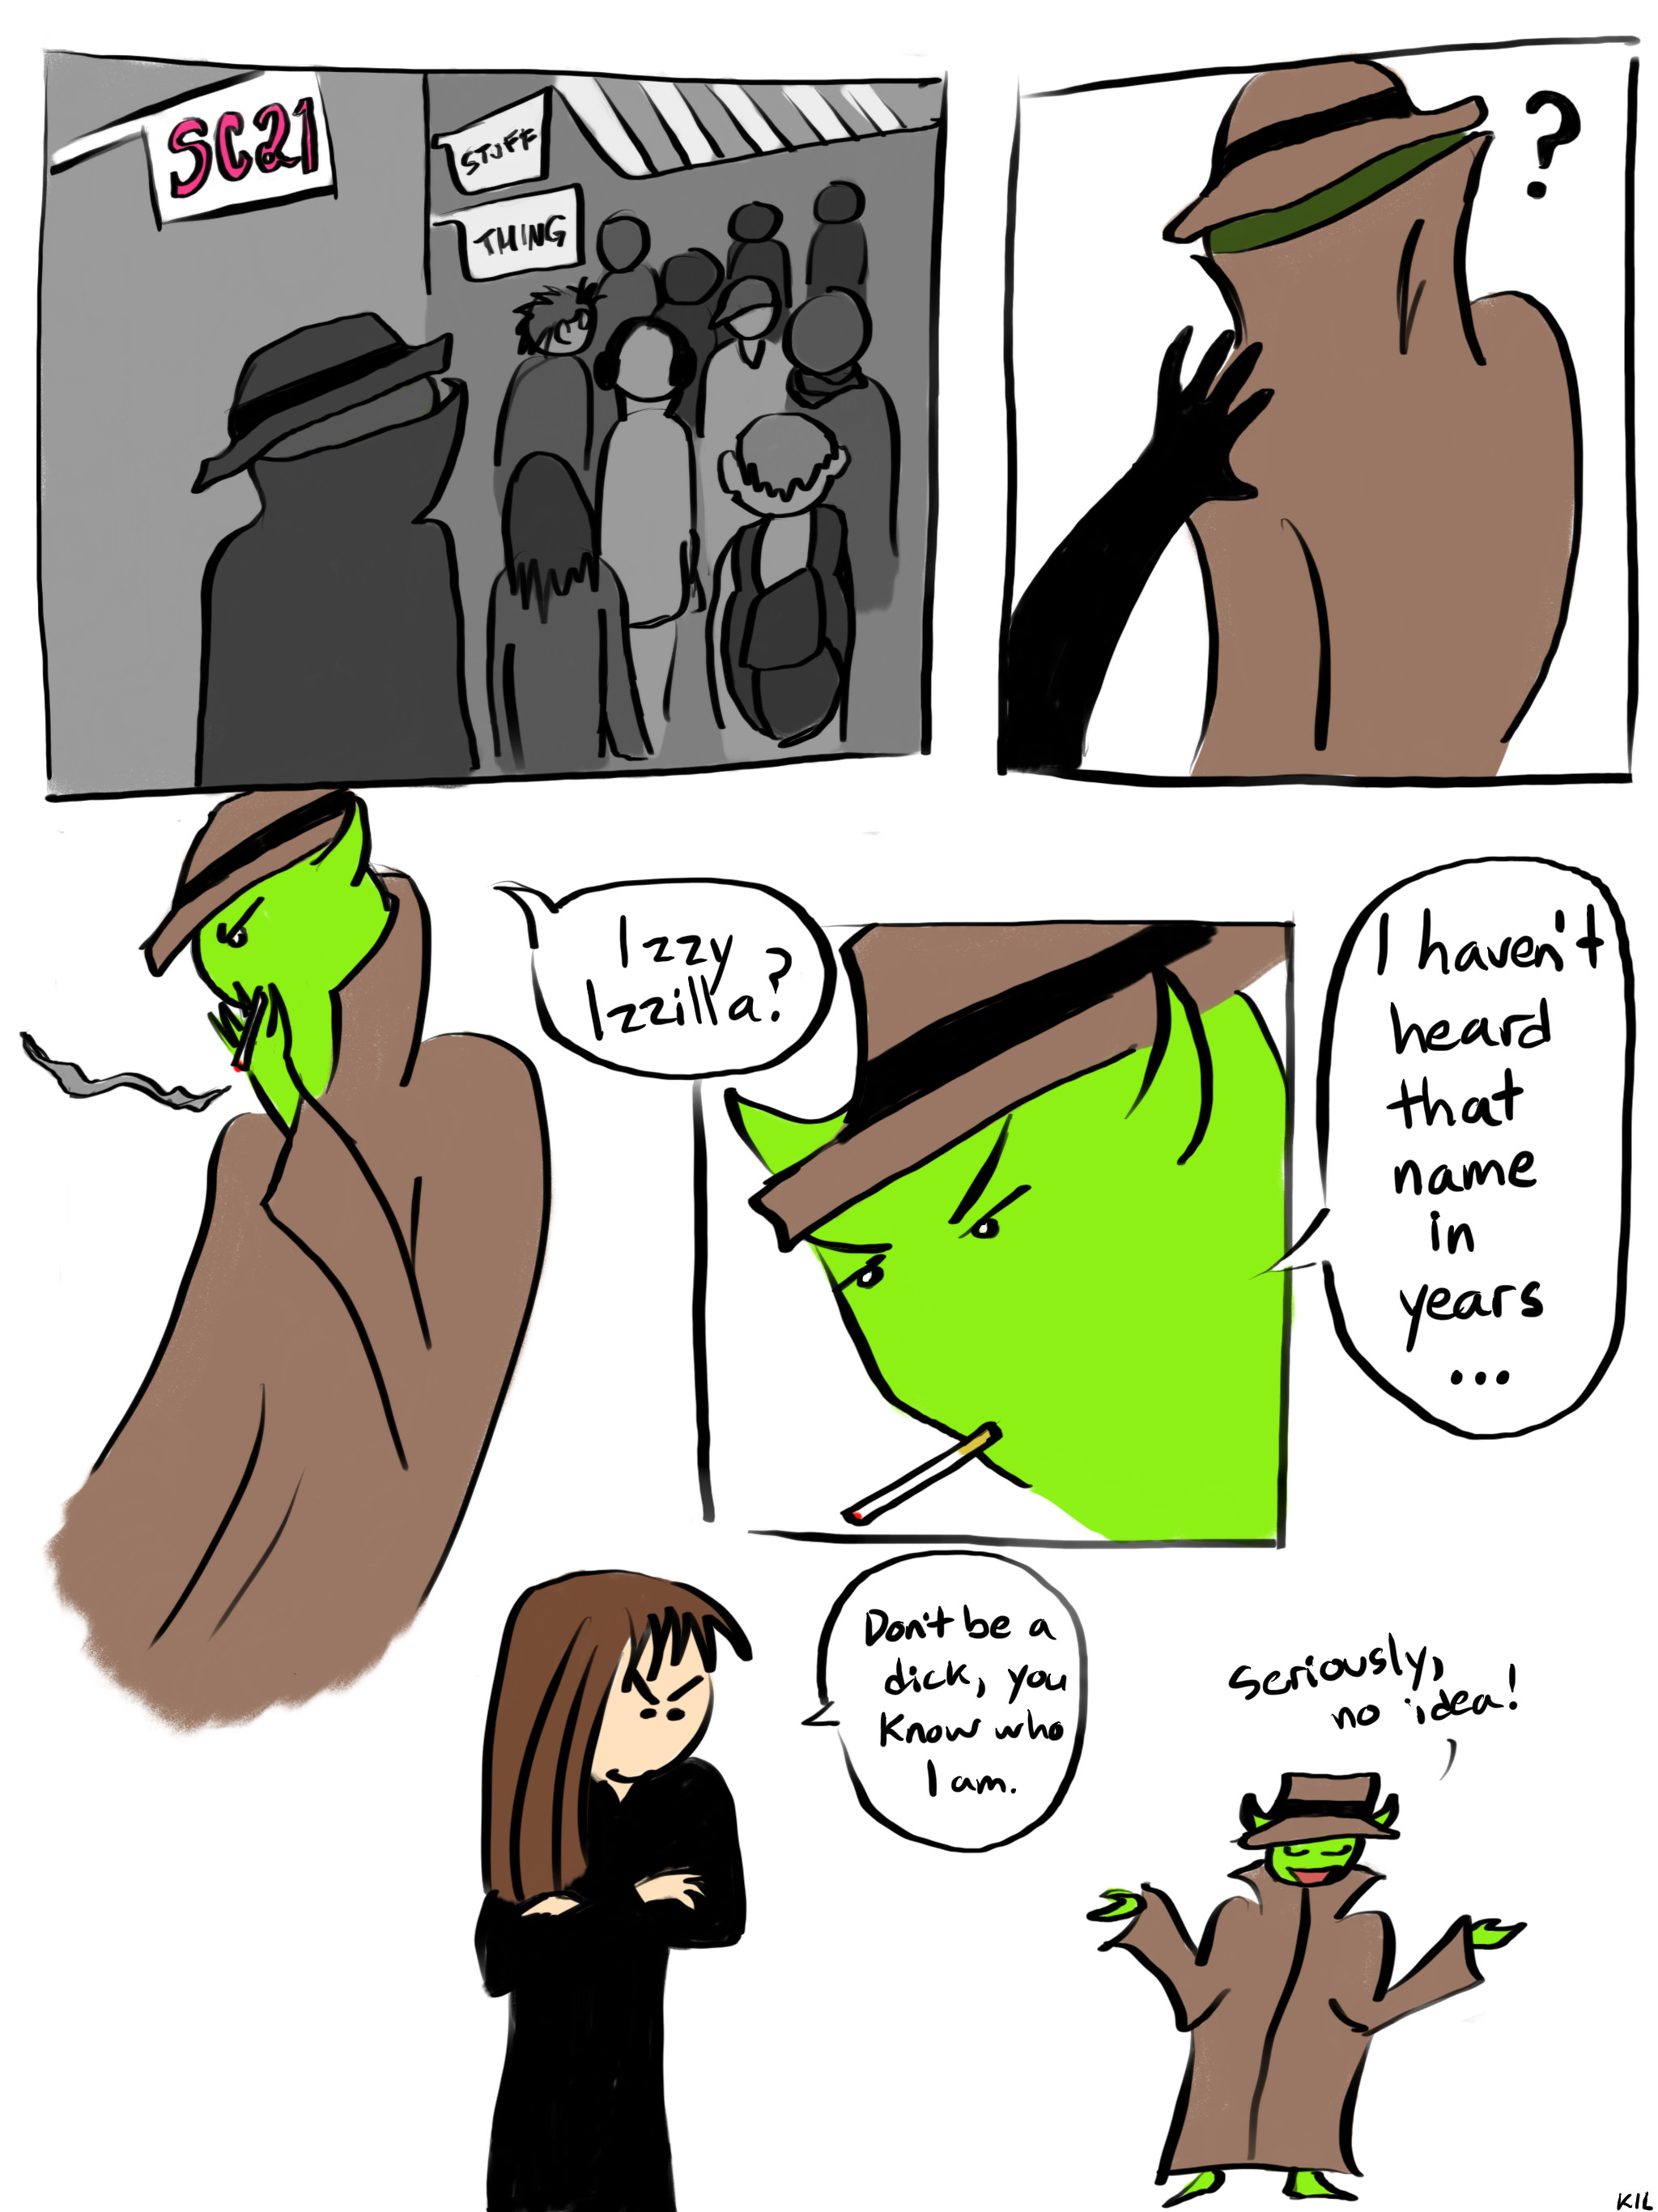 SC21
STUFF
THING
?
Izzy
Izzilla?
I haven't
heard
that
name
in
years
...
Don't be a
dick, you
know who
I am.
Seriously,
no idea!
KIL